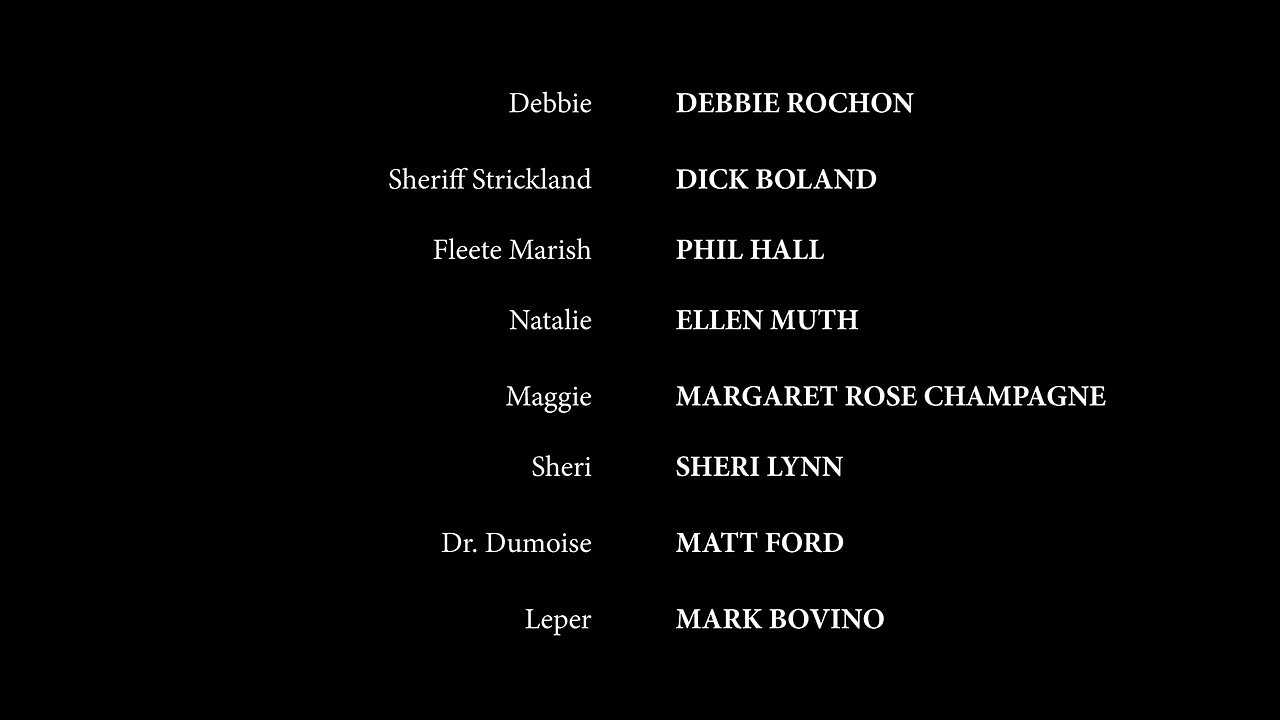 Debbie DEBBIE ROCHON
Sheriff Strickland DICK BOLAND
Fleete Marish PHIL HALL
Natalie ELLEN MUTH
Maggie MARGARET ROSE CHAMPAGNE
Sheri SHERI LYNN
Dr. Dumoise MATT FORD
Leper MARK BOVINO